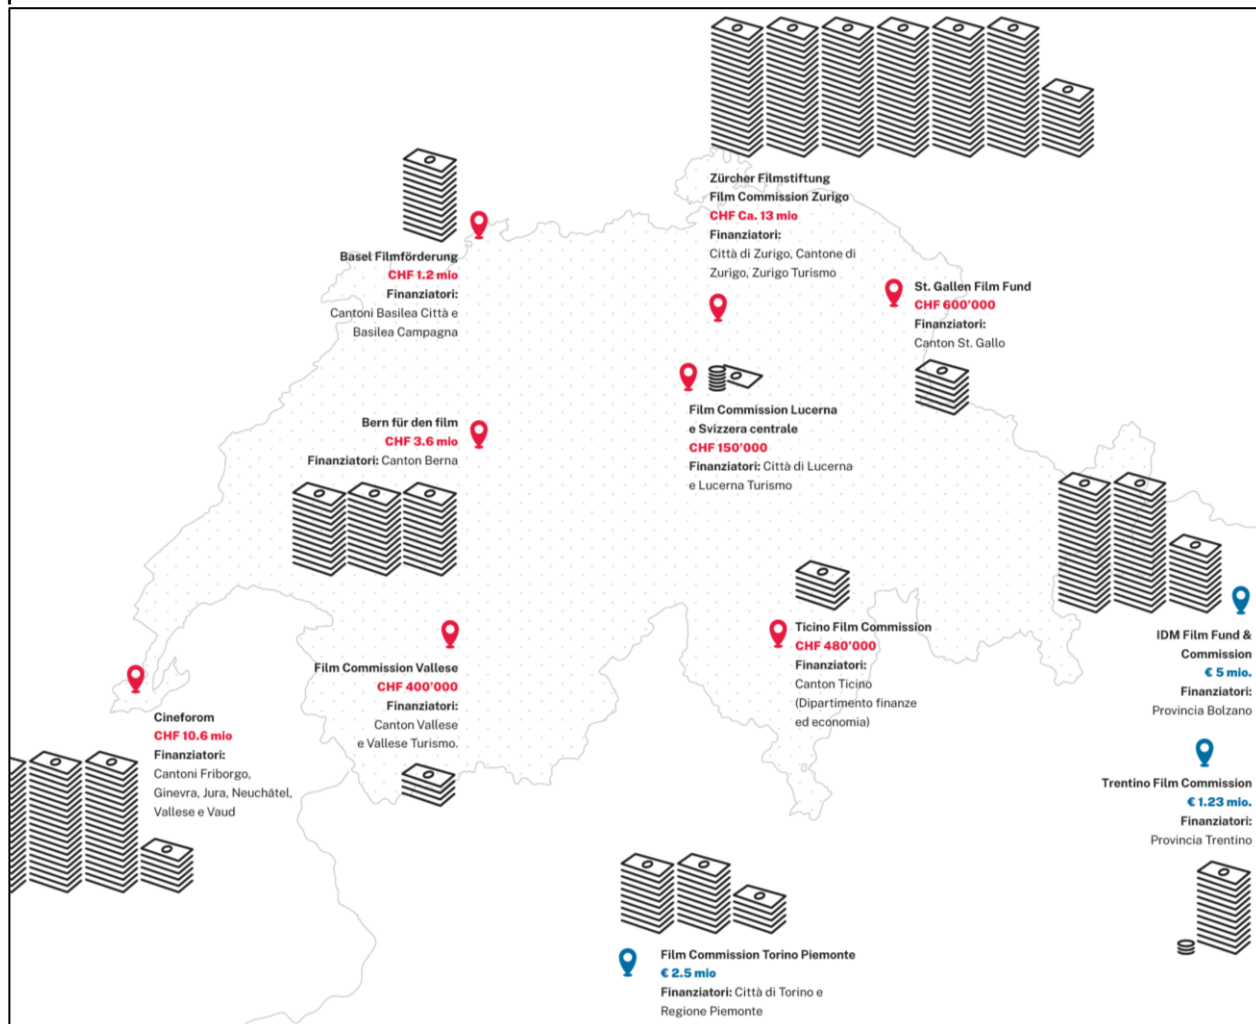 Zürcher Filmstiftung
Film Commission Zurigo
CHF Ca. 13 mio
Finanziatori:
Città di Zurigo, Cantone di
Zurigo, Zurigo Turismo
Basel Filmförderung
CHF 1.2 mio
Finanziatori:
Cantoni Basilea Città e
Basilea Campagna
St. Gallen Film Fund
CHF 600’000
Finanziatori:
Canton St. Gallo
Bern für den film
CHF 3.6 mio
Finanziatori: Canton Berna
Film Commission Lucerna
e Svizzera centrale
CHF 150’000
Finanziatori: Città di Lucerna
e Lucerna Turismo
Ticino Film Commission
CHF 480’000
Finanziatori:
Canton Ticino
(Dipartimento finanze
ed economia)
IDM Film Fund &
Commission
€ 5 mio.
Finanziatori:
Provincia Bolzano
Film Commission Vallese
CHF 400’000
Finanziatori:
Canton Vallese
e Vallese Turismo.
Cineforom
CHF 10.6 mio
Finanziatori:
Cantoni Friborgo,
Ginevra, Jura, Neuchâtel,
Vallese e Vaud
Trentino Film Commission
€ 1.23 mio.
Finanziatori:
Provincia Trentino
Film Commission Torino Piemonte
€ 2.5 mio
Finanziatori: Città di Torino e
Regione Piemonte